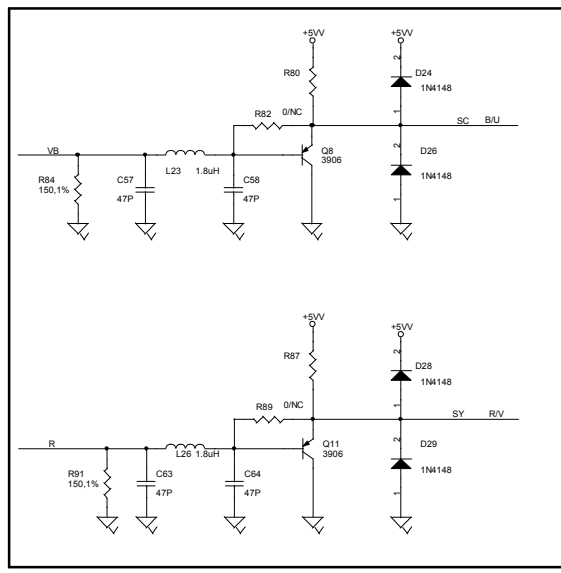 +5VV +5VV
R80
D24
1N4148
2
1
R82 0/NC
SC B/U
VB
Q8
3906
D26
1N4148
2
1
R84
150,1%
C57
47P
L23 1.8uH
C58
47P
+5VV +5VV
R87
D28
1N4148
2
1
R89 0/NC
SY R/V
R
Q11
3906
D29
1N4148
2
1
R91
150,1%
C63
47P
L26 1.8uH
C64
47P